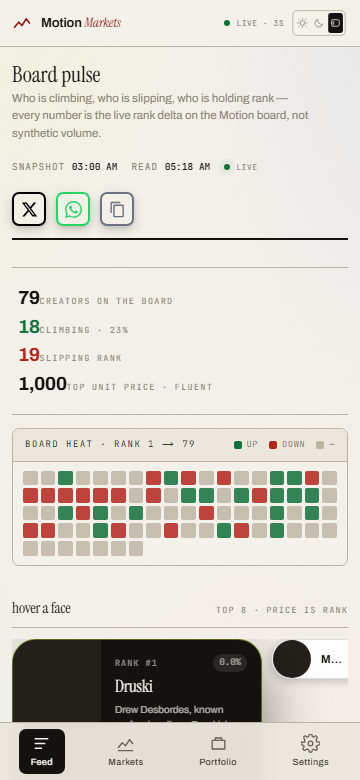 Motion Markets
LIVE · 3S
Board pulse
Who is climbing, who is slipping, who is holding rank —
every number is the live rank delta on the Motion board, not
synthetic volume.
SNAPSHOT 03:00 AM READ 05:18 AM LIVE
79 CREATORS ON THE BOARD
18 CLIMBING · 23%
19 SLIPPING RANK
1,000 TOP UNIT PRICE · FLUENT
BOARD HEAT · RANK 1 → 79
UP DOWN —
hover a face
TOP 8 · PRICE IS RANK
RANK #1
0.0%
M...
Druski
Drew Desbordes, known
Feed
Markets
Portfolio
Settings